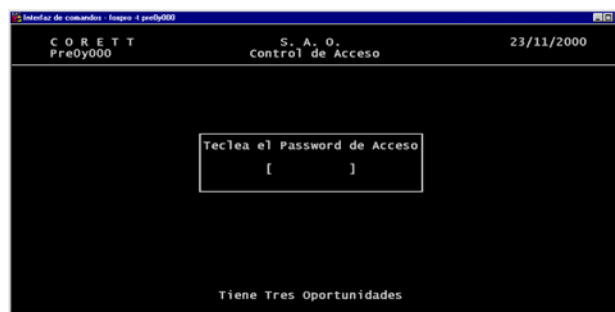 Interfaz de comandos - foxpro -t pre0y000
C O R E T T S. A. O. 23/11/2000
Pre0y000 Control de Acceso
Teclea el Password de Acceso
[ ]
Tiene Tres Oportunidades